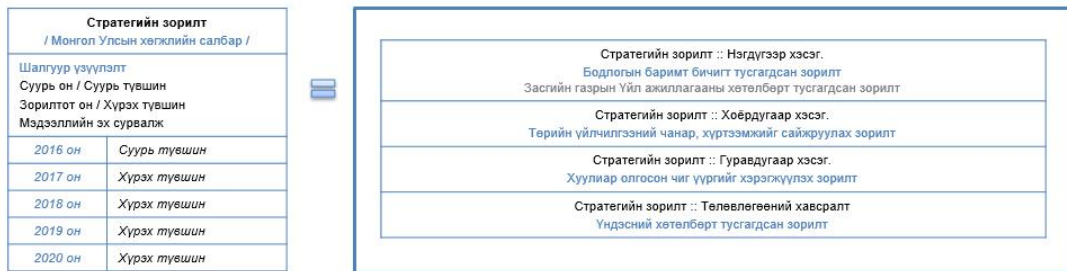 Стратегийн зорилт
/ Монгол Улсын хөгжлийн салбар /
Шалгуур үзүүлэлт
Суурь он / Суурь түвшин
Зорилтот он / Хүрэх түвшин
Мэдээллийн эх сурвалж
2016 он Суурь түвшин
2017 он Хүрэх түвшин
2018 он Хүрэх түвшин
2019 он Хүрэх түвшин
2020 он Хүрэх түвшин
Стратегийн зорилт :: Нэгдүгээр хэсэг.
Бодлогын баримт бичигт тусгагдсан зорилт
Засгийн газрын Үйл ажиллагааны хөтөлбөрт тусгагдсан зорилт
Стратегийн зорилт :: Хоёрдугаар хэсэг.
Төрийн үйлчилгээний чанар, хүртээмжийг сайжруулах зорилт
Стратегийн зорилт :: Гуравдугаар хэсэг.
Хуулиар олгосон чиг үүргийг хэрэгжүүлэх зорилт
Стратегийн зорилт :: Төлөвлөгөөний хавсралт
Үндэсний хөтөлбөрт тусгагдсан зорилт